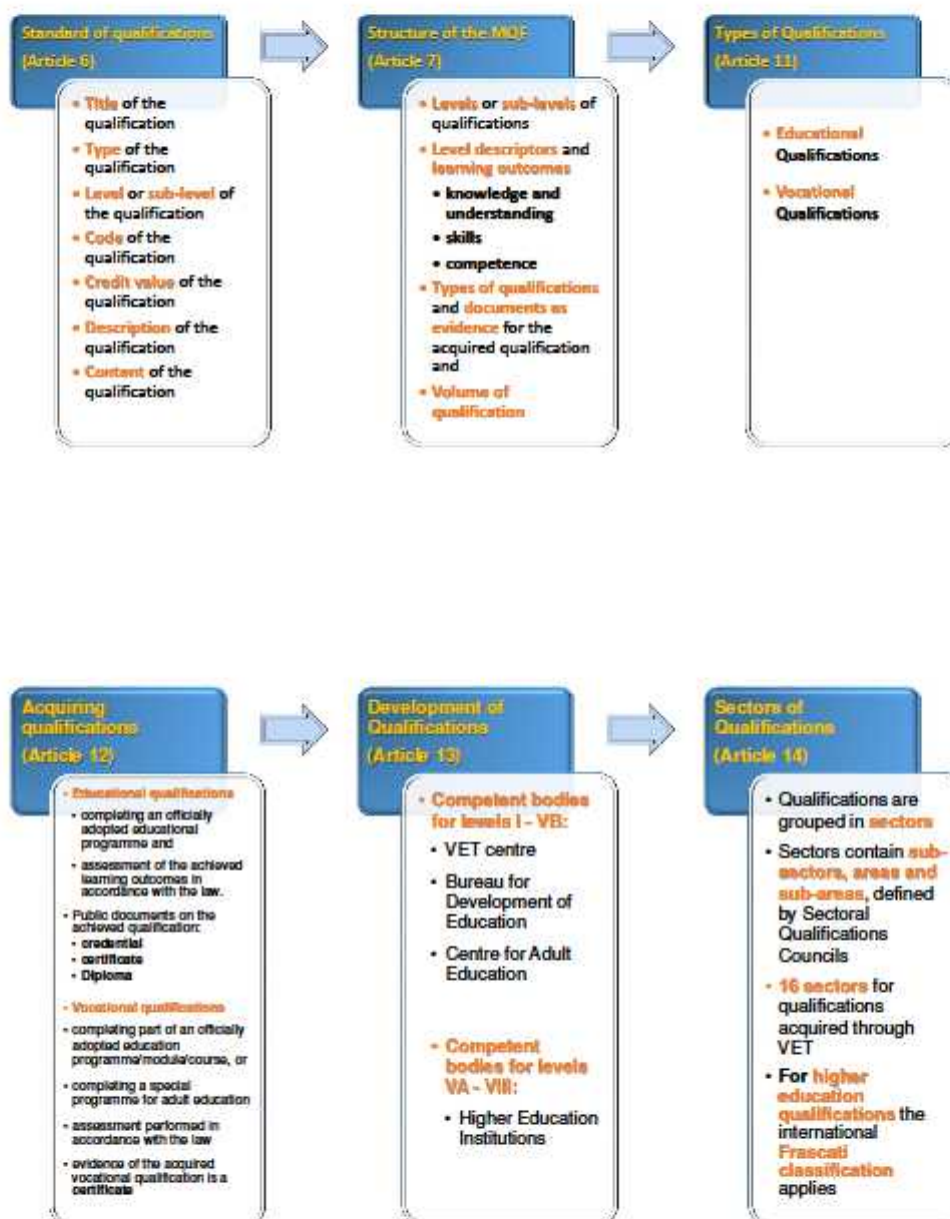 Standard of qualifications
(Article 6)
• Title of the
qualification
• Type of the
qualification
• Level or sub-level of
the qualification
• Code of the
qualification
• Credit value of the
qualification
• Description of the
qualification
• Content of the
qualification
Structure of the MQF
(Article 7)
• Levels or sub-levels of
qualifications
• Level descriptors and
learning outcomes
• knowledge and
understanding
• skills
• competence
• Types of qualifications
and documents as
evidence for the
acquired qualification
and
• Volume of
qualification
Types of Qualifications
(Article 11)
• Educational
Qualifications
• Vocational
Qualifications
Acquiring
qualifications
(Article 12)
• Educational qualifications
• completing an officially
adopted educational
programme and
• assessment of the achieved
learning outcomes in
accordance with the law.
• Public documents on the
achieved qualification:
• credential
• certificate
• Diploma
• Vocational qualifications
• completing part of an officially
adopted education
programme/module/course, or
• completing a special
programme for adult education
• assessment performed in
accordance with the law
• evidence of the acquired
vocational qualification is a
certificate
Development of
Qualifications
(Article 13)
• Competent bodies
for levels I - VB:
• VET centre
• Bureau for
Development of
Education
• Centre for Adult
Education
• Competent
bodies for levels
VA - VIII:
• Higher Education
Institutions
Sectors of
Qualifications
(Article 14)
• Qualifications are
grouped in sectors
• Sectors contain sub-
sectors, areas and
sub-areas, defined
by Sectoral
Qualifications
Councils
• 16 sectors for
qualifications
acquired through
VET
• For higher
education
qualifications the
international
Frascati
classification
applies